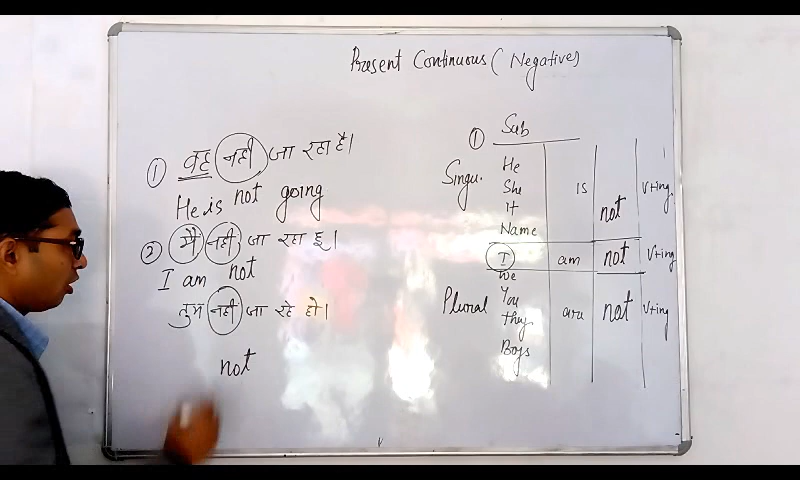 Present Continuous ( Negative)
① वह नही जा रहा है।
He is not going
② मै नही जा रहा हू।
I am not
तुम नही जा रहे हो।
not
① Sub
Singu.
He
She is V+ing
It not
Name
I am not V+ing
We
Plural You are not V+ing
They
Boys